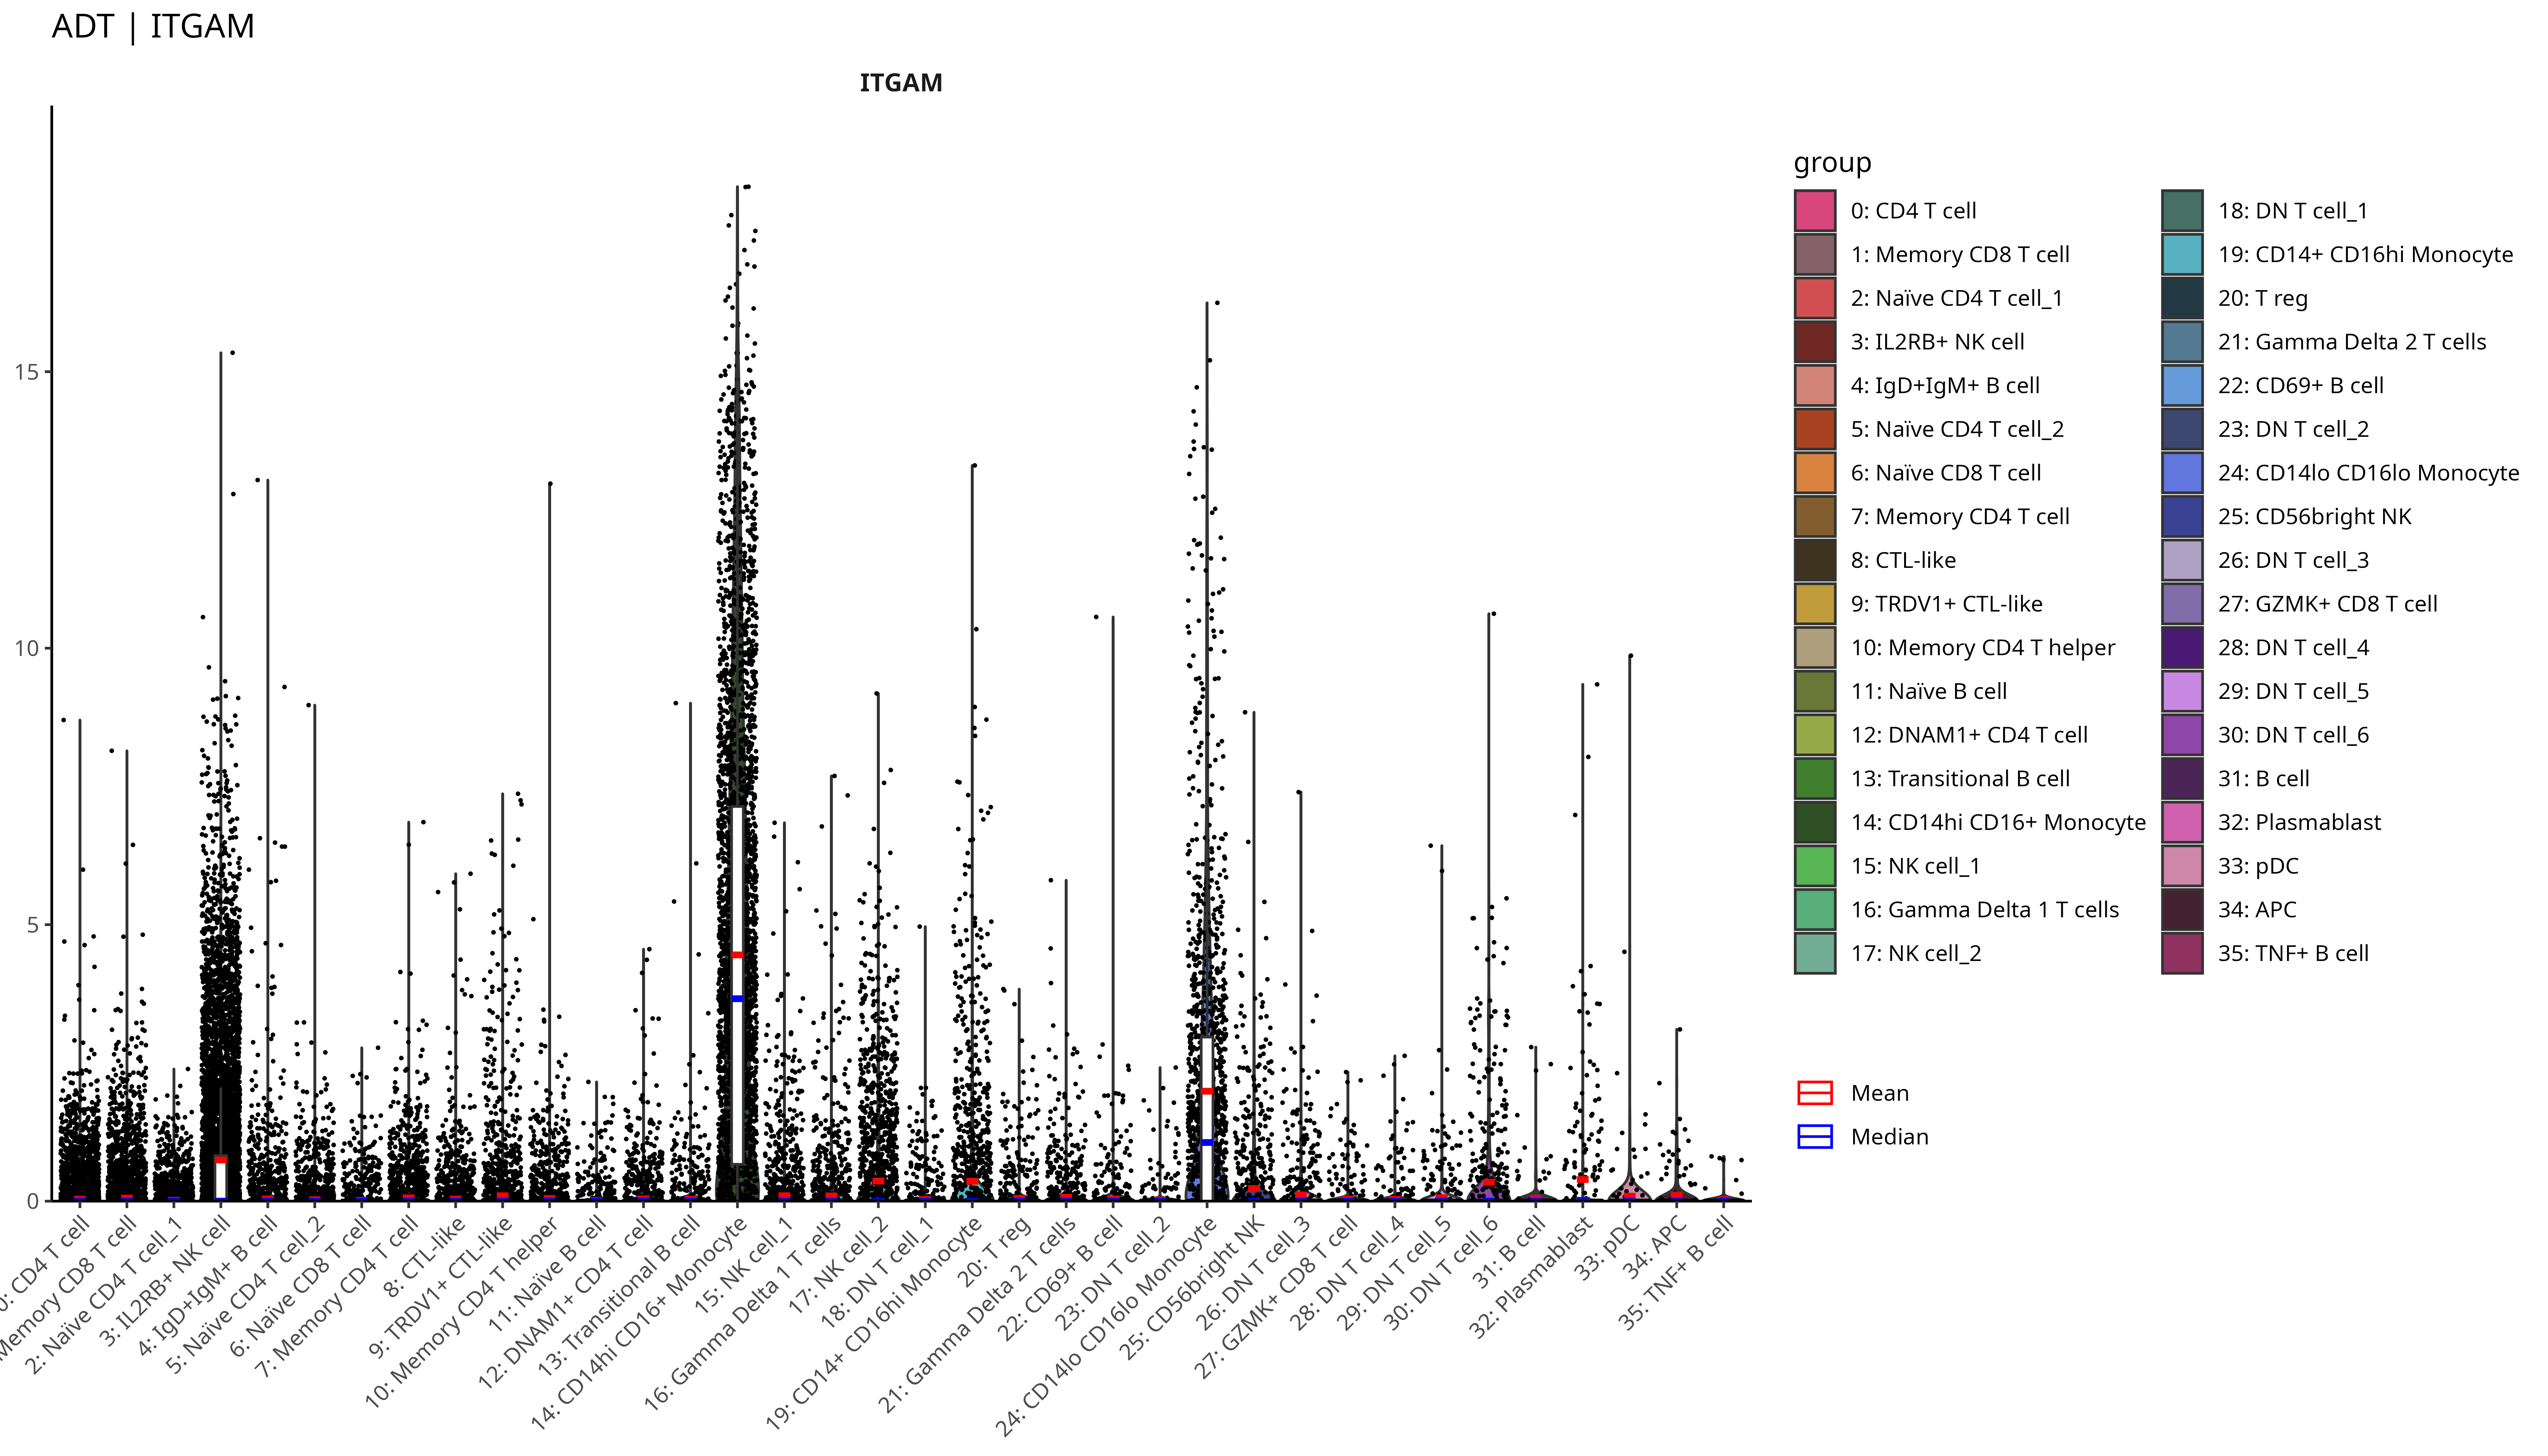 ADT | ITGAM
ITGAM
15
10
5
0
0: CD4 T cell
Memory CD8 T cell
2: Naïve CD4 T cell_1
3: IL2RB+ NK cell
4: IgD+IgM+ B cell
5: Naïve CD4 T cell_2
6: Naïve CD8 T cell
7: Memory CD4 T cell
8: CTL-like
9: TRDV1+ CTL-like
10: Memory CD4 T helper
11: Naïve B cell
12: DNAM1+ CD4 T cell
13: Transitional B cell
14: CD14hi CD16+ Monocyte
15: NK cell_1
16: Gamma Delta 1 T cells
17: NK cell_2
18: DN T cell_1
19: CD14+ CD16hi Monocyte
20: T reg
21: Gamma Delta 2 T cells
22: CD69+ B cell
23: DN T cell_2
24: CD14lo CD16lo Monocyte
25: CD56bright NK
26: DN T cell_3
27: GZMK+ CD8 T cell
28: DN T cell_4
29: DN T cell_5
30: DN T cell_6
31: B cell
32: Plasmablast
33: pDC
34: APC
35: TNF+ B cell
group
0: CD4 T cell
1: Memory CD8 T cell
2: Naïve CD4 T cell_1
3: IL2RB+ NK cell
4: IgD+IgM+ B cell
5: Naïve CD4 T cell_2
6: Naïve CD8 T cell
7: Memory CD4 T cell
8: CTL-like
9: TRDV1+ CTL-like
10: Memory CD4 T helper
11: Naïve B cell
12: DNAM1+ CD4 T cell
13: Transitional B cell
14: CD14hi CD16+ Monocyte
15: NK cell_1
16: Gamma Delta 1 T cells
17: NK cell_2
18: DN T cell_1
19: CD14+ CD16hi Monocyte
20: T reg
21: Gamma Delta 2 T cells
22: CD69+ B cell
23: DN T cell_2
24: CD14lo CD16lo Monocyte
25: CD56bright NK
26: DN T cell_3
27: GZMK+ CD8 T cell
28: DN T cell_4
29: DN T cell_5
30: DN T cell_6
31: B cell
32: Plasmablast
33: pDC
34: APC
35: TNF+ B cell
Mean
Median